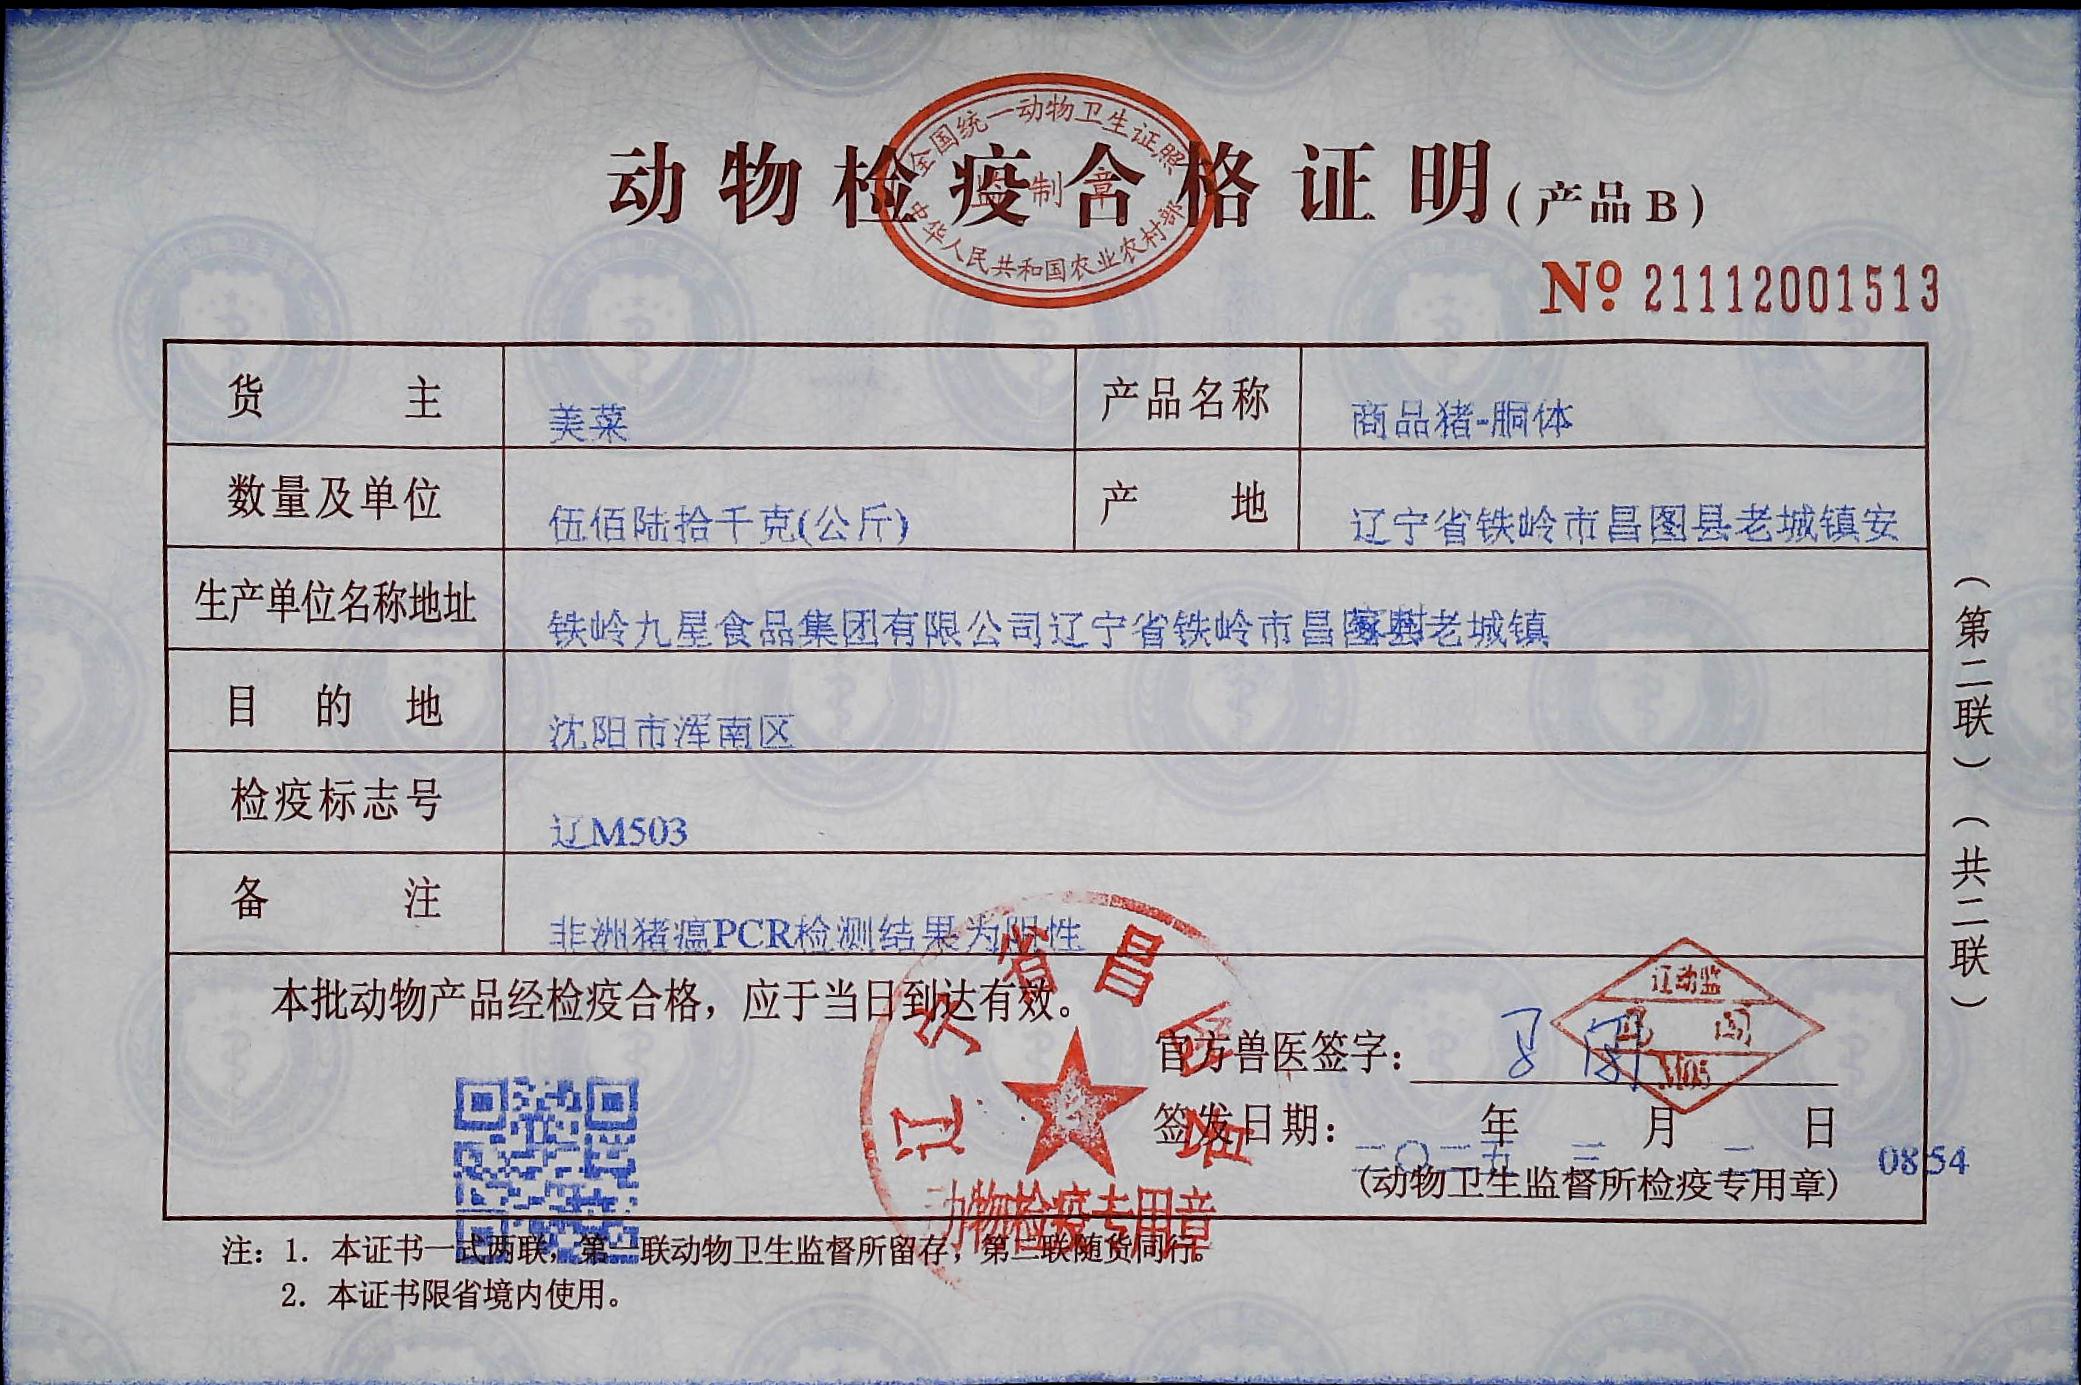 全国统一动物卫生证照
监制章
中华人民共和国农业农村部
动物检疫合格证明(产品B)
№ 21112001513
货主 美菜 产品名称 商品猪-胴体
数量及单位 伍佰陆拾千克(公斤) 产地 辽宁省铁岭市昌图县老城镇安
生产单位名称地址 铁岭九星食品集团有限公司辽宁省铁岭市昌图县老城镇
目的地 沈阳市浑南区
检疫标志号 辽M503
备注 非洲猪瘟PCR检测结果为阴性
本批动物产品经检疫合格，应于当日到达有效。
辽动监
M05
官方兽医签字：
签发日期： 年 月 日
0854
(动物卫生监督所检疫专用章)
辽宁省昌
动物检疫专用章
注：1. 本证书一式两联，第一联动物卫生监督所留存，第二联随货同行。
2. 本证书限省境内使用。
（第二联）（共二联）